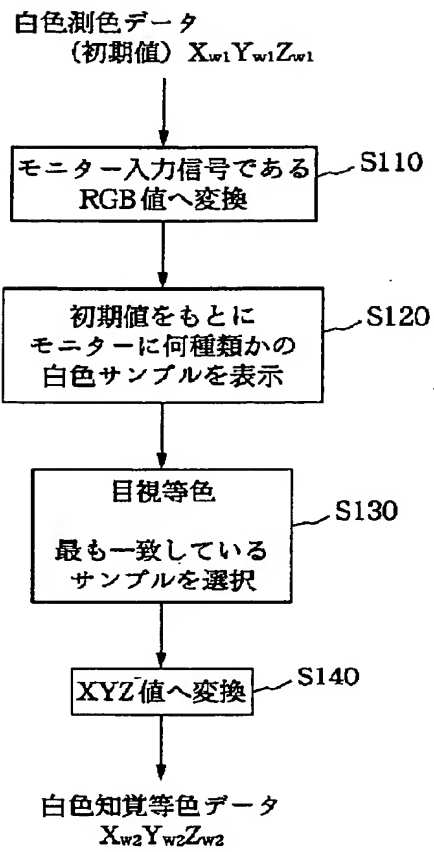 白色測色データ
(初期値) Xw1Yw1Zw1
モニター入力信号である
RGB値へ変換
S110
初期値をもとに
モニターに何種類かの
白色サンプルを表示
S120
目視等色
最も一致している
サンプルを選択
S130
XYZ値へ変換
S140
白色知覚等色データ
Xw2Yw2Zw2